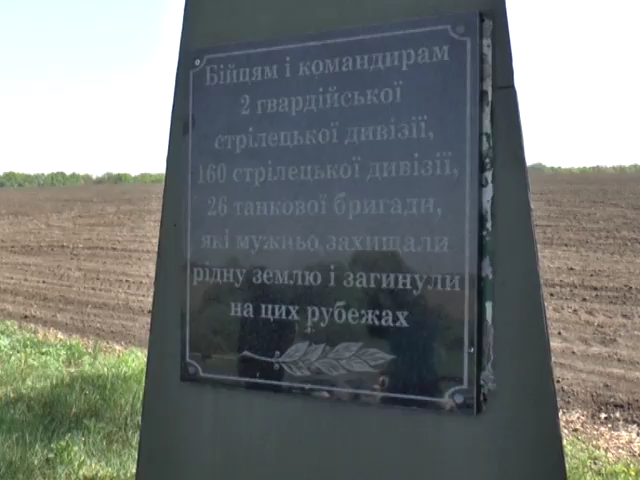 Бійцям і командирам
2 гвардійської
стрілецької дивізії,
160 стрілецької дивізії,
26 танкової бригади,
які мужньо захищали
рідну землю і загинули
на цих рубежах